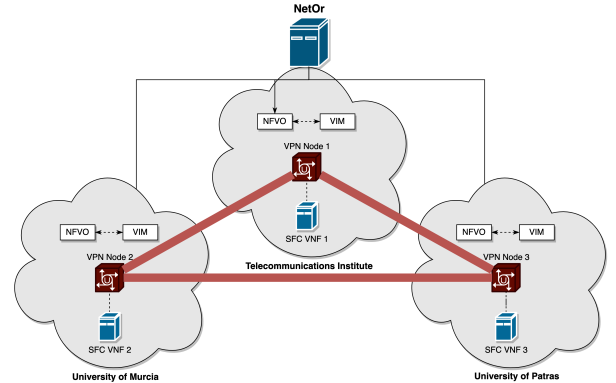 NetOr
NFVO
VIM
VPN Node 1
SFC VNF 1
Telecommunications Institute
NFVO
VIM
VPN Node 2
SFC VNF 2
University of Murcia
NFVO
VIM
VPN Node 3
SFC VNF 3
University of Patras